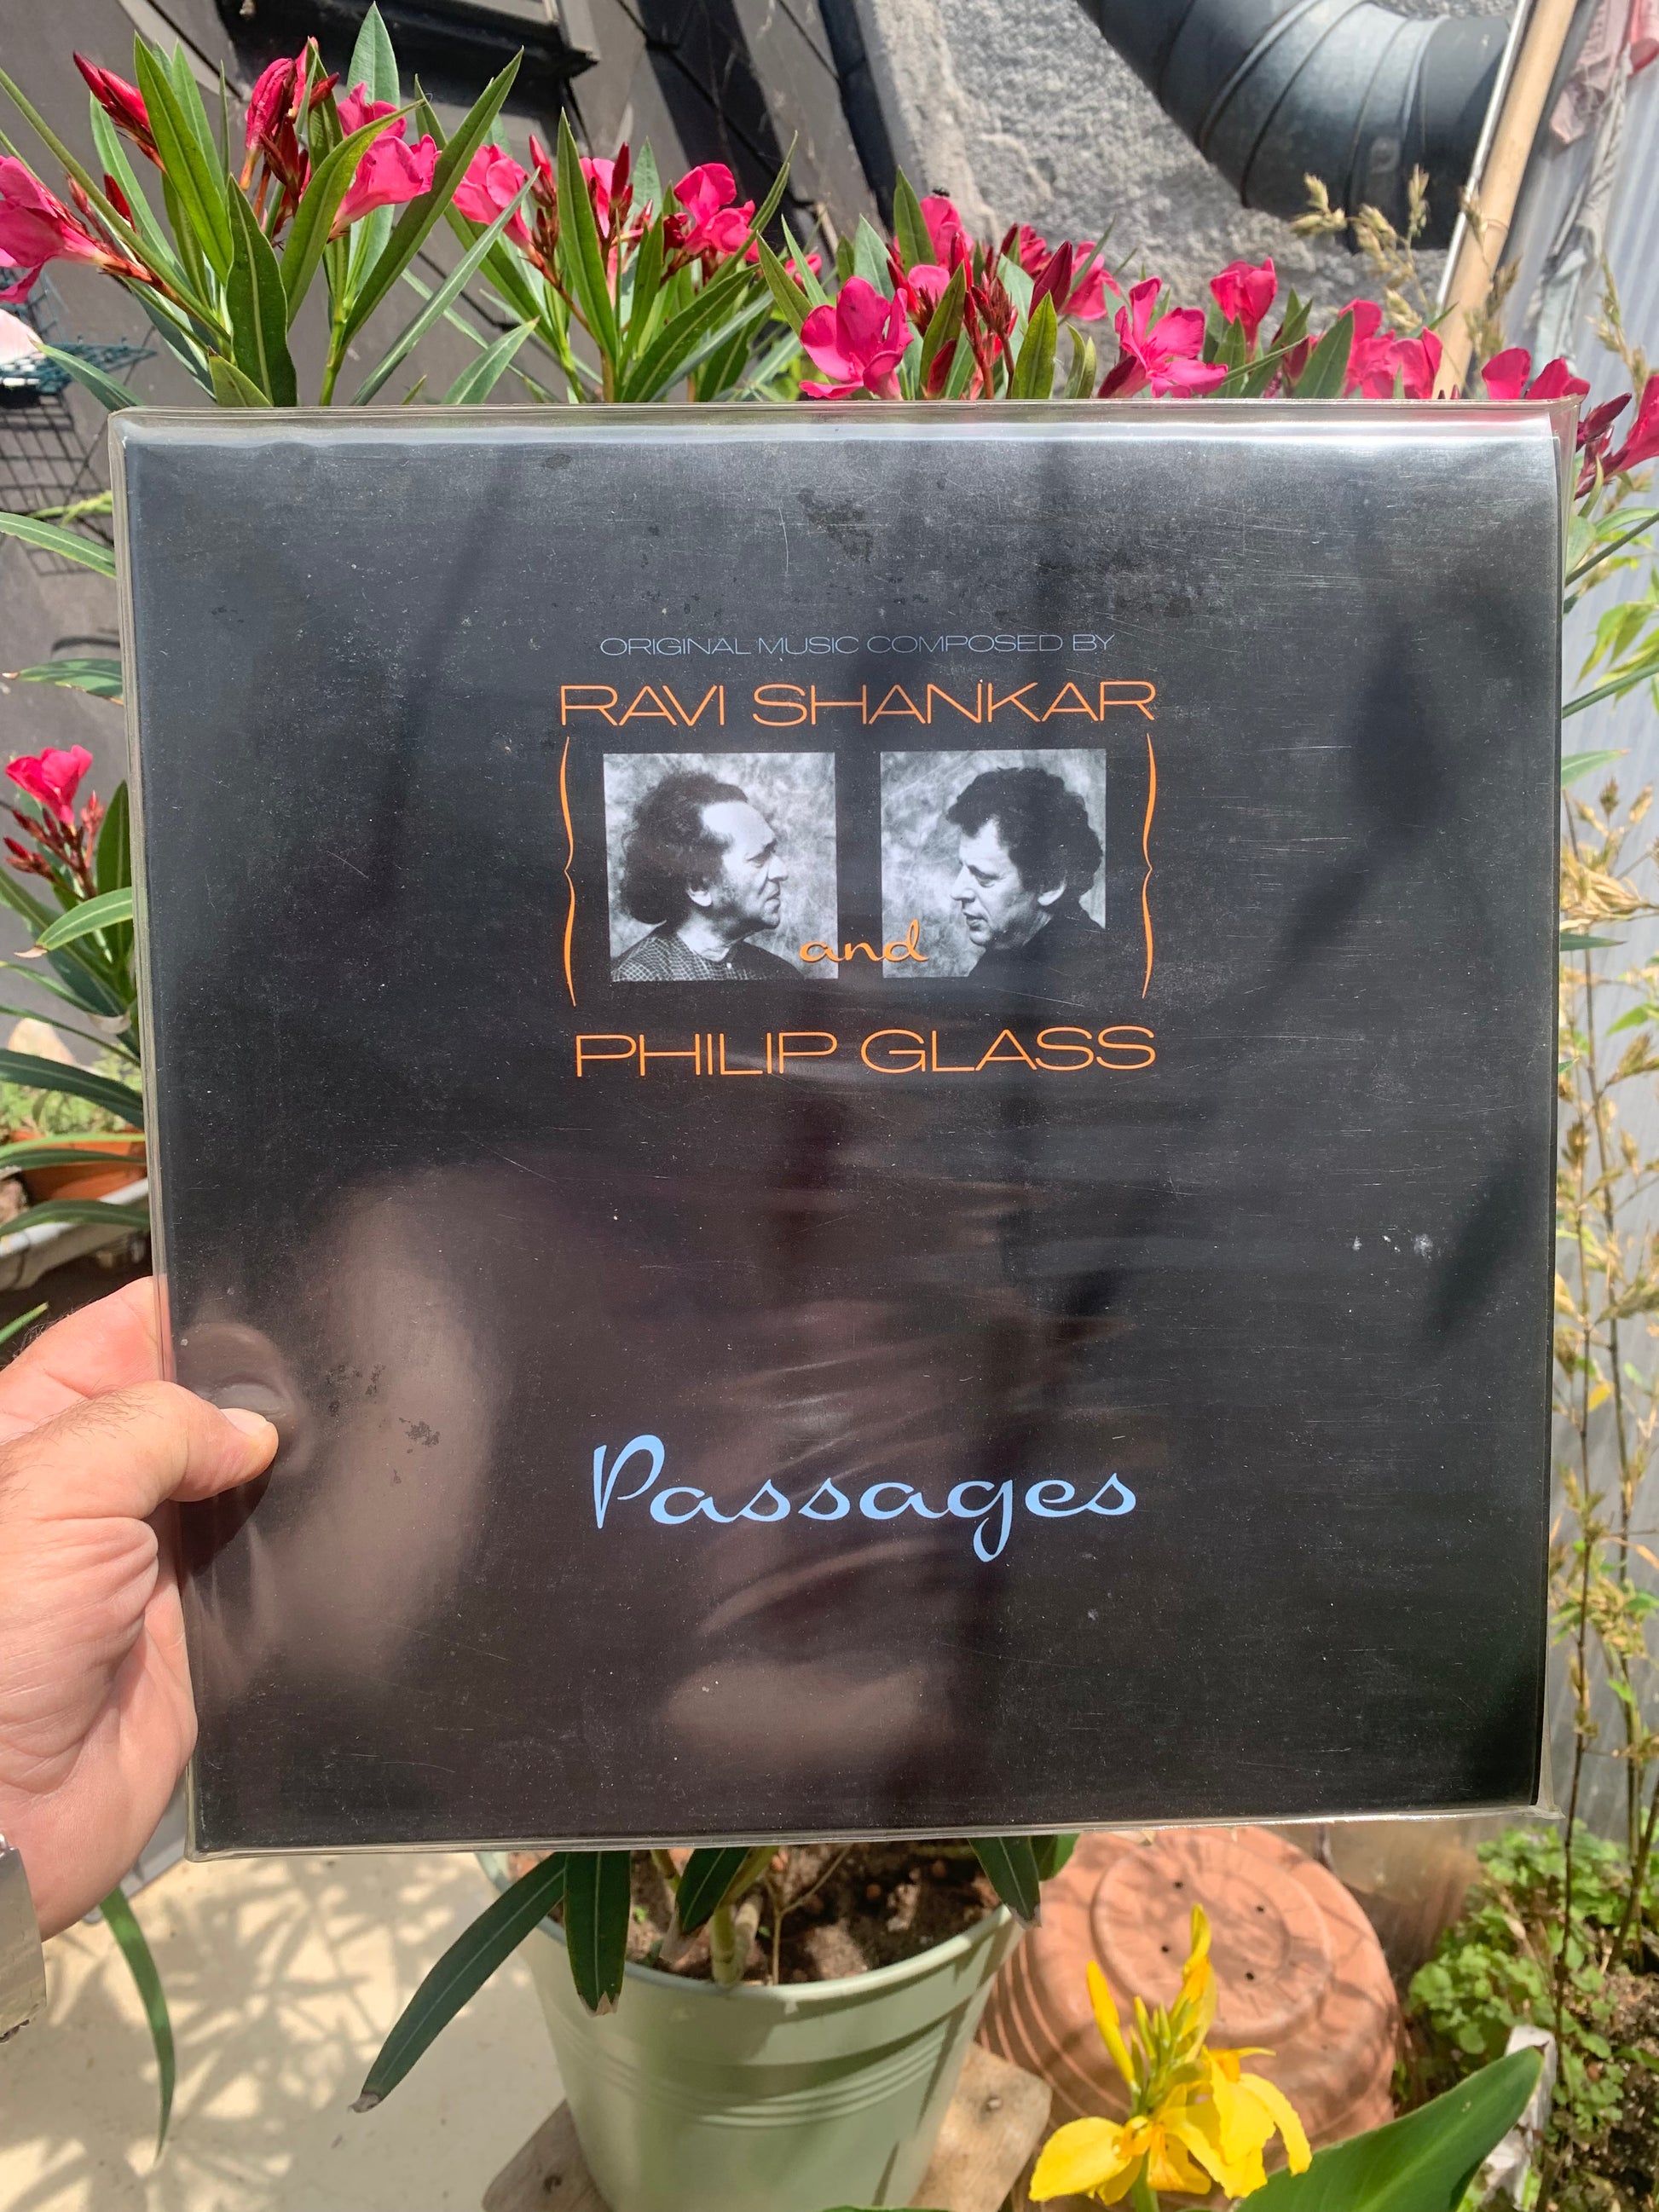 ORIGINAL MUSIC COMPOSED BY
RAVI SHANKAR
and
PHILIP GLASS
Passages